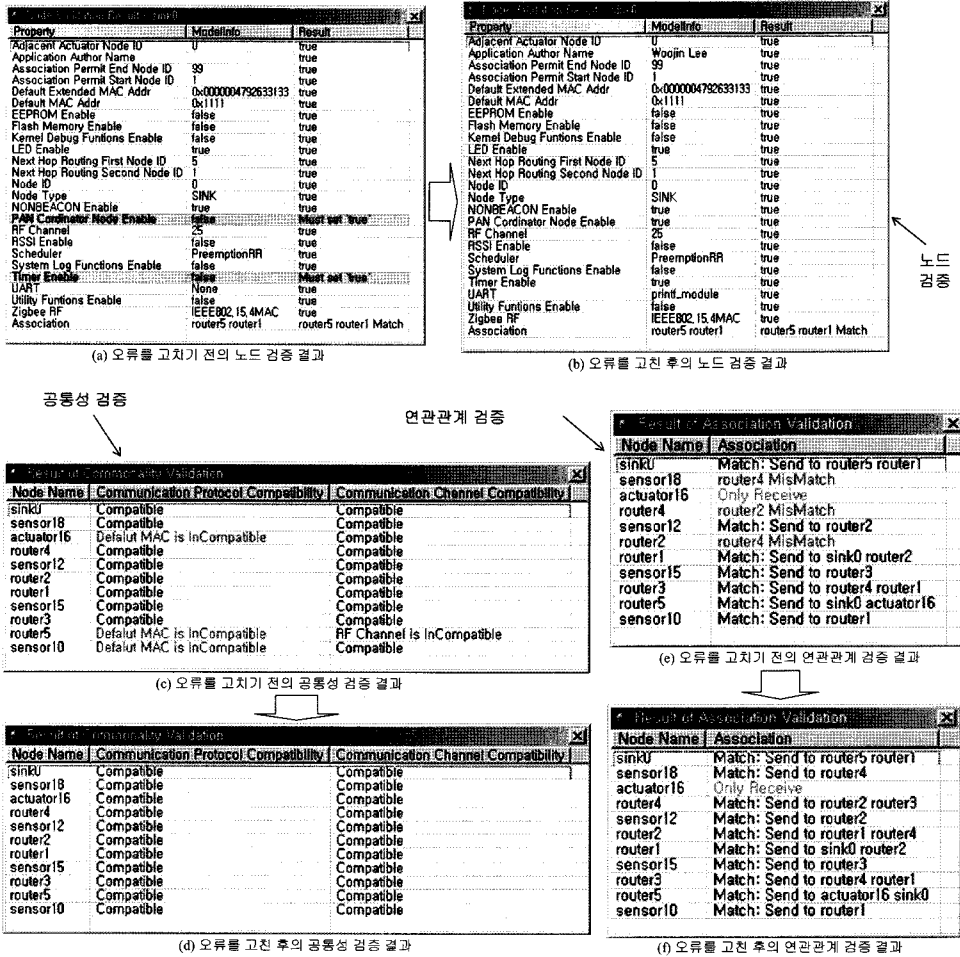 Property ModelInfo Result
Adjacent Actuator Node ID 0 true
Application Author Name true
Association Permit End Node ID 99 true
Association Permit Start Node ID 1 true
Default Extended MAC Addr 0x0000004792633133 true
Default MAC Addr 0x1111 true
EEPROM Enable false true
Flash Memory Enable false true
Kernel Debug Funtions Enable false true
LED Enable true true
Next Hop Routing First Node ID 5 true
Next Hop Routing Second Node ID 1 true
Node ID 0 true
Node Type SINK true
NONBEACON Enable true true
PAN Cordinator Node Enable false Must set 'true'
RF Channel 25 true
RSSI Enable false true
Scheduler PreemptionRR true
System Log Functions Enable false true
Timer Enable false Must set 'true'
UART None true
Utility Funtions Enable false true
Zigbee RF IEEE802,15,4MAC true
Association router5 router1 router5 router1 Match
(a) 오류를 고치기 전의 노드 검증 결과
Property ModelInfo Result
Adjacent Actuator Node ID 0 true
Application Author Name Woojin Lee true
Association Permit End Node ID 99 true
Association Permit Start Node ID 1 true
Default Extended MAC Addr 0x0000004792633133 true
Default MAC Addr 0x1111 true
EEPROM Enable false true
Flash Memory Enable false true
Kernel Debug Funtions Enable false true
LED Enable true true
Next Hop Routing First Node ID 5 true
Next Hop Routing Second Node ID 1 true
Node ID 0 true
Node Type SINK true
NONBEACON Enable true true
PAN Cordinator Node Enable true true
RF Channel 25 true
RSSI Enable false true
Scheduler PreemptionRR true
System Log Functions Enable false true
Timer Enable true true
UART printf_module true
Utility Funtions Enable false true
Zigbee RF IEEE802,15,4MAC true
Association router5 router1 router5 router1 Match
(b) 오류를 고친 후의 노드 검증 결과
노드
검증
공통성 검증
Result of Commonality Validation
Node Name Communication Protocol Compatibility Communication Channel Compatibility
sink0 Compatible Compatible
sensor18 Compatible Compatible
actuator16 Defalut MAC is InCompatible Compatible
router4 Compatible Compatible
sensor12 Compatible Compatible
router2 Compatible Compatible
router1 Compatible Compatible
sensor15 Compatible Compatible
router3 Compatible Compatible
router5 Defalut MAC is InCompatible RF Channel is InCompatible
sensor10 Defalut MAC is InCompatible Compatible
(c) 오류를 고치기 전의 공통성 검증 결과
Result of Commonality Validation
Node Name Communication Protocol Compatibility Communication Channel Compatibility
sink0 Compatible Compatible
sensor18 Compatible Compatible
actuator16 Compatible Compatible
router4 Compatible Compatible
sensor12 Compatible Compatible
router2 Compatible Compatible
router1 Compatible Compatible
sensor15 Compatible Compatible
router3 Compatible Compatible
router5 Compatible Compatible
sensor10 Compatible Compatible
(d) 오류를 고친 후의 공통성 검증 결과
연관관계 검증
Result of Association Validation
Node Name Association
sink0 Match: Send to router5 router1
sensor18 router4 MisMatch
actuator16 Only Receive
router4 router2 MisMatch
sensor12 Match: Send to router2
router2 router4 MisMatch
router1 Match: Send to sink0 router2
sensor15 Match: Send to router3
router3 Match: Send to router4 router1
router5 Match: Send to sink0 actuator16
sensor10 Match: Send to router1
(e) 오류를 고치기 전의 연관관계 검증 결과
Result of Association Validation
Node Name Association
sink0 Match: Send to router5 router1
sensor18 Match: Send to router4
actuator16 Only Receive
router4 Match: Send to router2 router3
sensor12 Match: Send to router2
router2 Match: Send to router1 router4
router1 Match: Send to sink0 router2
sensor15 Match: Send to router3
router3 Match: Send to router4 router1
router5 Match: Send to actuator16 sink0
sensor10 Match: Send to router1
(f) 오류를 고친 후의 연관관계 검증 결과